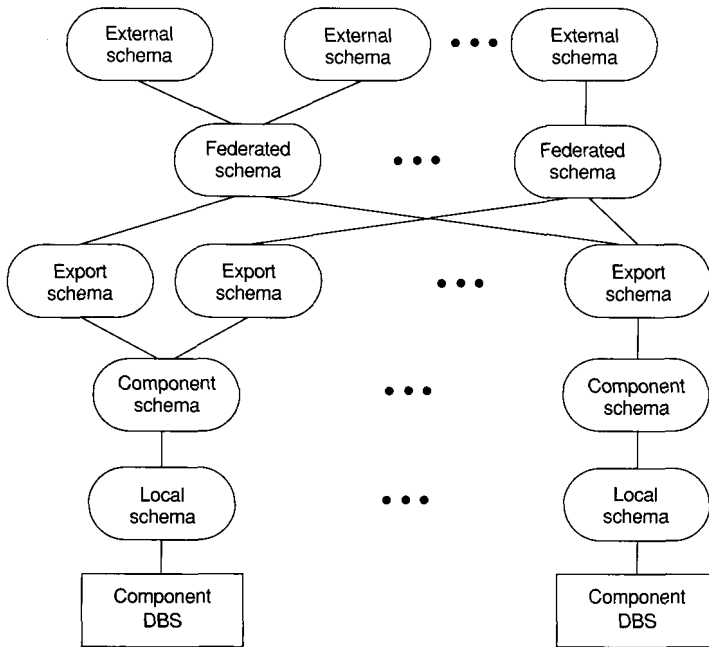 External
schema
External
schema
External
schema
Federated
schema
Federated
schema
Export
schema
Export
schema
Export
schema
Component
schema
Component
schema
Local
schema
Local
schema
Component
DBS
Component
DBS